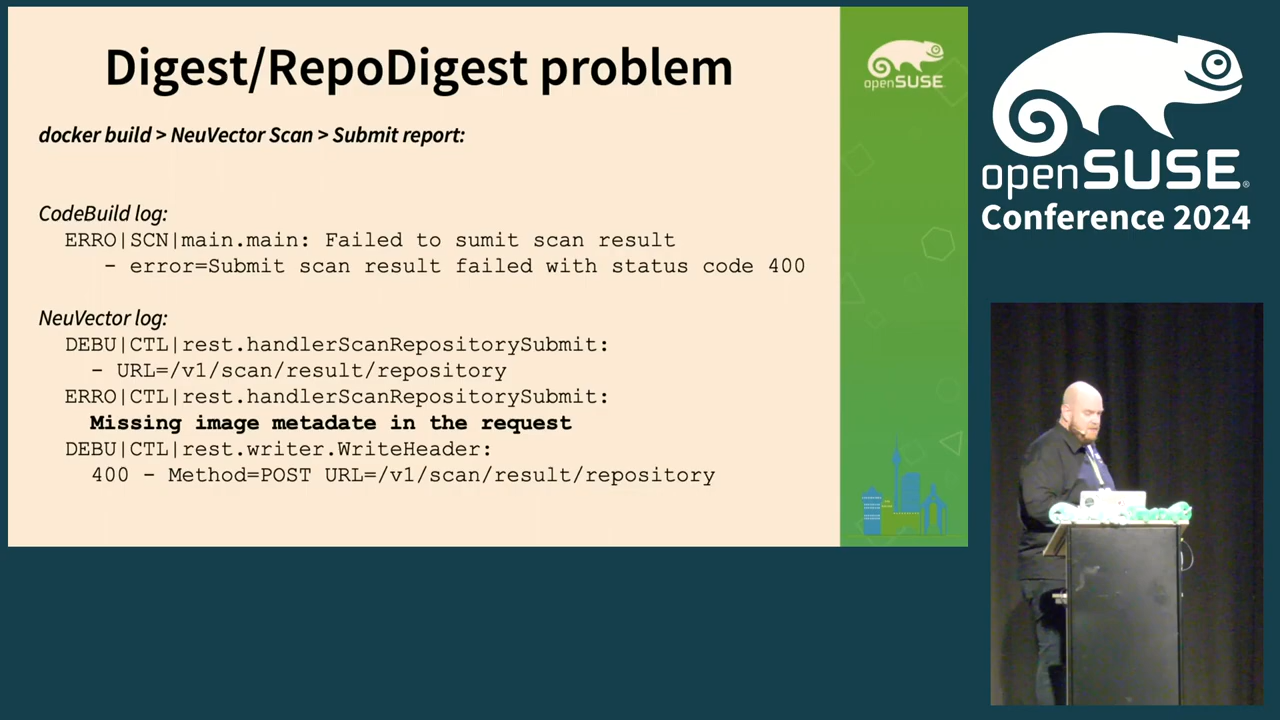 Digest/RepoDigest problem
docker build > NeuVector Scan > Submit report:
CodeBuild log:
ERRO|SCN|main.main: Failed to sumit scan result
- error=Submit scan result failed with status code 400
NeuVector log:
DEBU|CTL|rest.handlerScanRepositorySubmit:
- URL=/v1/scan/result/repository
ERRO|CTL|rest.handlerScanRepositorySubmit:
Missing image metadate in the request
DEBU|CTL|rest.writer.WriteHeader:
400 - Method=POST URL=/v1/scan/result/repository
openSUSE
openSUSE®
Conference 2024